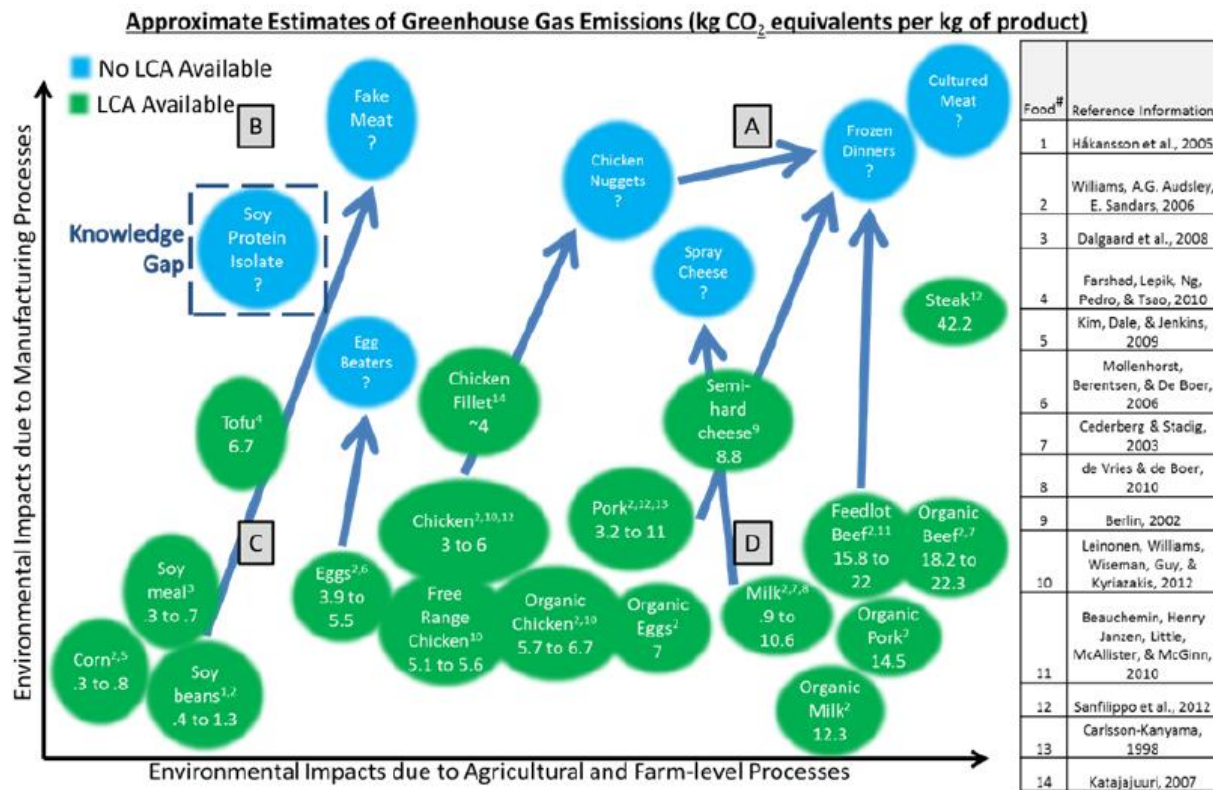 Approximate Estimates of Greenhouse Gas Emissions (kg CO2 equivalents per kg of product)
No LCA Available
LCA Available
Environmental Impacts due to Manufacturing Processes
B
A
Fake
Meat
?
Cultured
Meat
?
Frozen
Dinners
?
Chicken
Nuggets
?
Knowledge
Gap
Soy
Protein
Isolate
?
Spray
Cheese
?
Steak12
42.2
Egg
Beaters
?
Chicken
Fillet14
~4
Semi-
hard
cheese9
8.8
Tofu4
6.7
C
D
Chicken2,10,12
3 to 6
Pork2,12,13
3.2 to 11
Feedlot
Beef2,11
15.8 to
22
Organic
Beef2,7
18.2 to
22.3
Soy
meal3
.3 to .7
Eggs2,6
3.9 to
5.5
Free
Range
Chicken10
5.1 to 5.6
Organic
Chicken2,10
5.7 to 6.7
Organic
Eggs2
7
Milk2,7,8
.9 to
10.6
Organic
Pork2
14.5
Corn2,5
.3 to .8
Soy
beans1,2
.4 to 1.3
Organic
Milk2
12.3
Environmental Impacts due to Agricultural and Farm-level Processes
Food# Reference Information
1 Håkansson et al., 2005
2 Williams, A.G. Audsley,
E. Sandars, 2006
3 Dalgaard et al., 2008
4 Farshad, Lepik, Ng,
Pedro, & Tsao, 2010
5 Kim, Dale, & Jenkins,
2009
6 Mollenhorst,
Berentsen, & De Boer,
2006
7 Cederberg & Stadig,
2003
8 de Vries & de Boer,
2010
9 Berlin, 2002
10 Leinonen, Williams,
Wiseman, Guy, &
Kyriazakis, 2012
11 Beauchemin, Henry
Janzen, Little,
McAllister, & McGinn,
2010
12 Sanfilippo et al., 2012
13 Carlsson-Kanyama,
1998
14 Katajajuuri, 2007